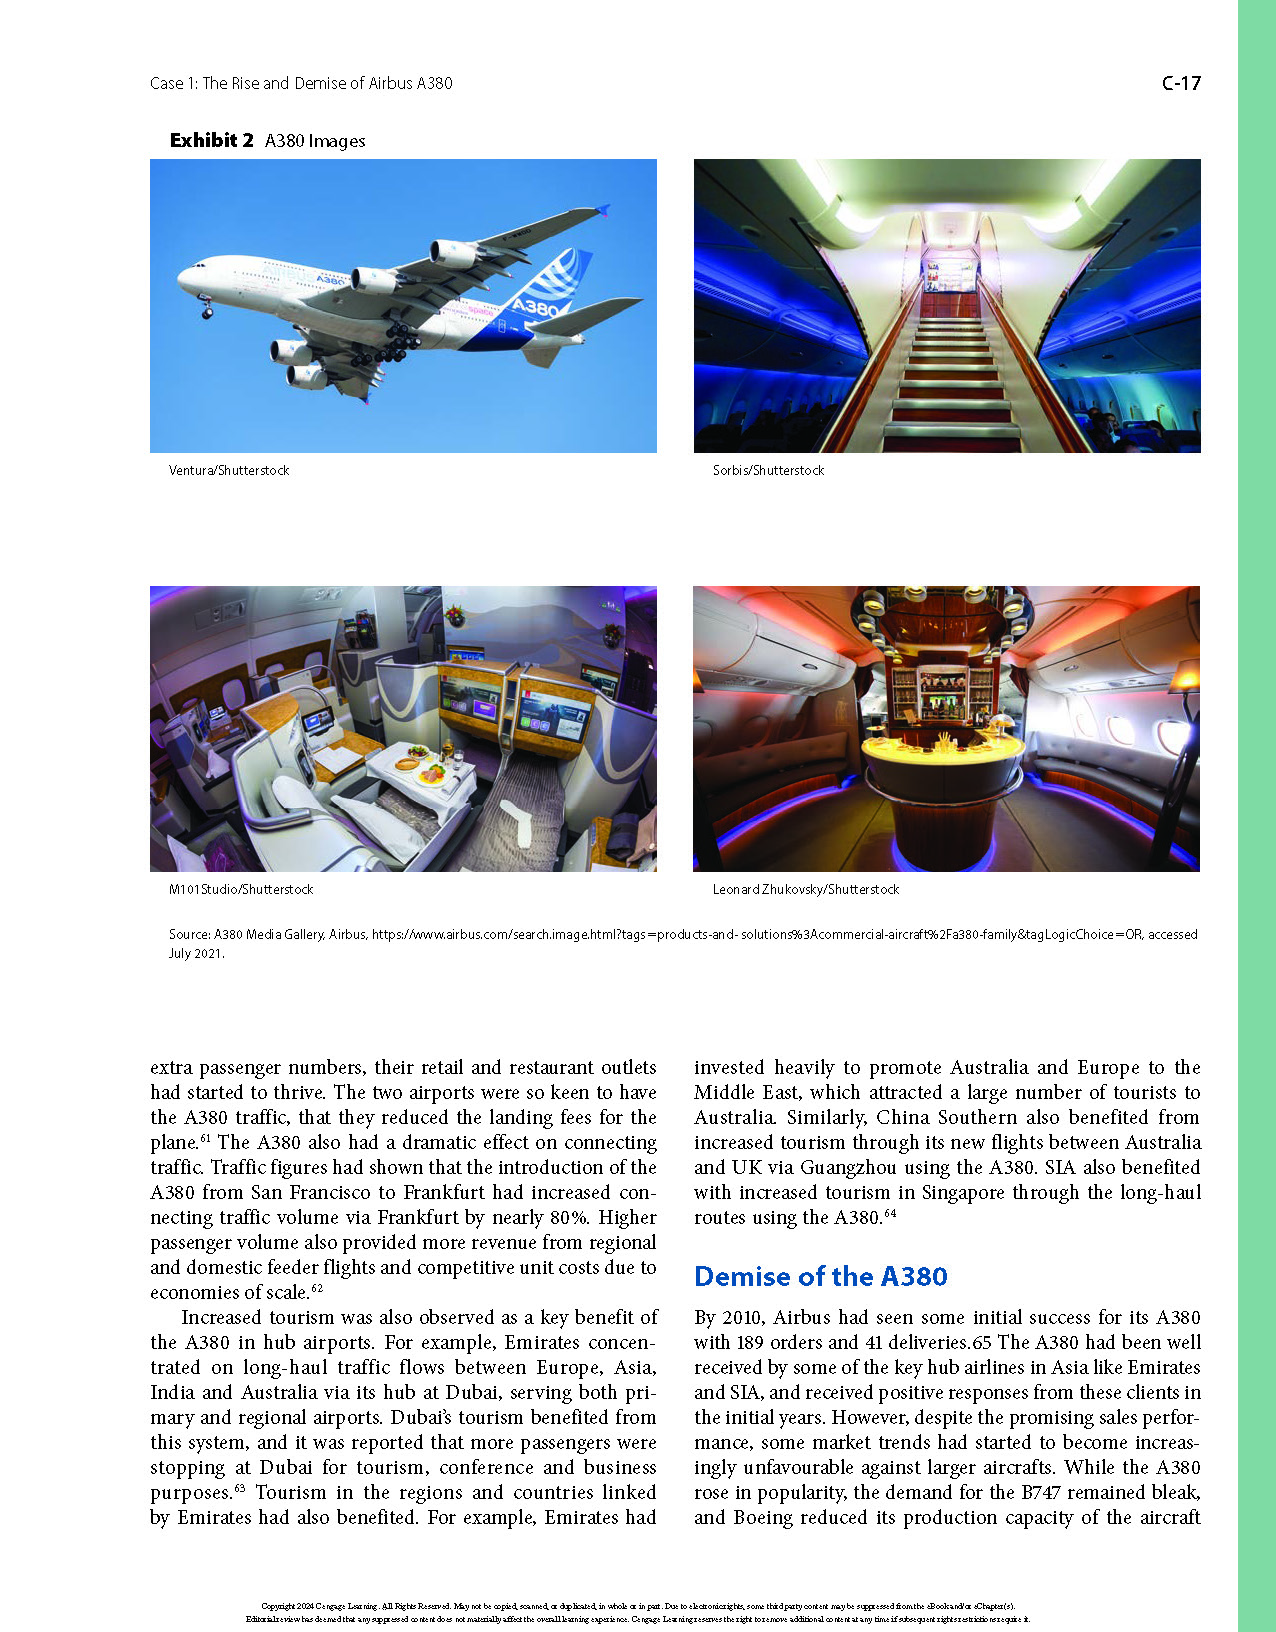 Case 1: The Rise and Demise of Airbus A380
C-17
Exhibit 2 A380 Images
A380
space
A380
Ventura/Shutterstock
Sorbis/Shutterstock
M101Studio/Shutterstock
Leonard Zhukovsky/Shutterstock
Source: A380 Media Gallery, Airbus, https://www.airbus.com/search.image.html?tags=products-and- solutions%3Acommercial-aircraft%2Fa380-family&tagLogicChoice=OR, accessed
July 2021.
extra passenger numbers, their retail and restaurant outlets
had started to thrive. The two airports were so keen to have
the A380 traffic, that they reduced the landing fees for the
plane.61 The A380 also had a dramatic effect on connecting
traffic. Traffic figures had shown that the introduction of the
A380 from San Francisco to Frankfurt had increased con-
necting traffic volume via Frankfurt by nearly 80%. Higher
passenger volume also provided more revenue from regional
and domestic feeder flights and competitive unit costs due to
economies of scale.62
Increased tourism was also observed as a key benefit of
the A380 in hub airports. For example, Emirates concen-
trated on long-haul traffic flows between Europe, Asia,
India and Australia via its hub at Dubai, serving both pri-
mary and regional airports. Dubai's tourism benefited from
this system, and it was reported that more passengers were
stopping at Dubai for tourism, conference and business
purposes.63 Tourism in the regions and countries linked
by Emirates had also benefited. For example, Emirates had
invested heavily to promote Australia and Europe to the
Middle East, which attracted a large number of tourists to
Australia. Similarly, China Southern also benefited from
increased tourism through its new flights between Australia
and UK via Guangzhou using the A380. SIA also benefited
with increased tourism in Singapore through the long-haul
routes using the A380.64
Demise of the A380
By 2010, Airbus had seen some initial success for its A380
with 189 orders and 41 deliveries.65 The A380 had been well
received by some of the key hub airlines in Asia like Emirates
and SIA, and received positive responses from these clients in
the initial years. However, despite the promising sales perfor-
mance, some market trends had started to become increas-
ingly unfavourable against larger aircrafts. While the A380
rose in popularity, the demand for the B747 remained bleak,
and Boeing reduced its production capacity of the aircraft
Copyright 2024 Cengage Learning. All Rights Reserved. May not be copied, scanned, or duplicated, in whole or in part. Due to electronic rights, some third party content may be suppressed from the eBook and/or eChapter(s).
Editorial review has deemed that any suppressed content does not materially affect the overall learning experience. Cengage Learning reserves the right to remove additional content at any time if subsequent rights restrictions require it.